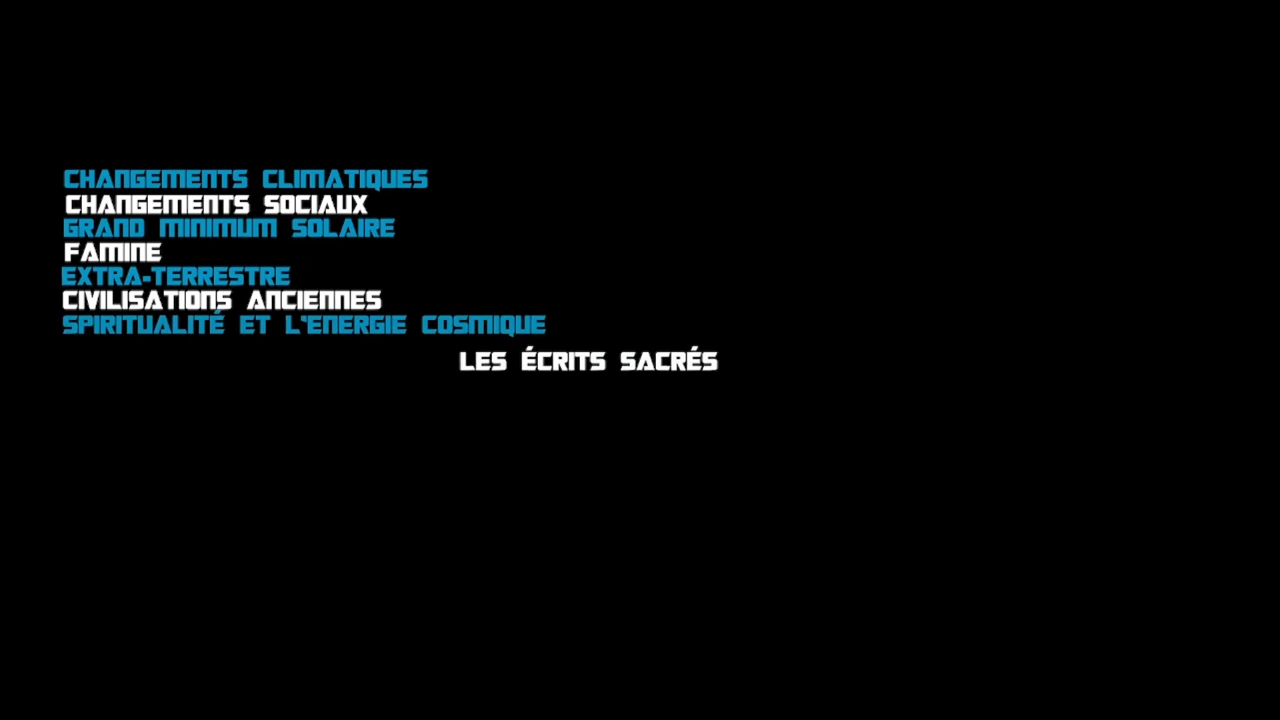 CHANGEMENTS CLIMATIQUES
CHANGEMENTS SOCIAUX
GRAND MINIMUM SOLAIRE
FAMINE
EXTRA-TERRESTRE
CIVILISATIONS ANCIENNES
SPIRITUALITÉ ET L'ENERGIE COSMIQUE
LES ÉCRITS SACRÉS